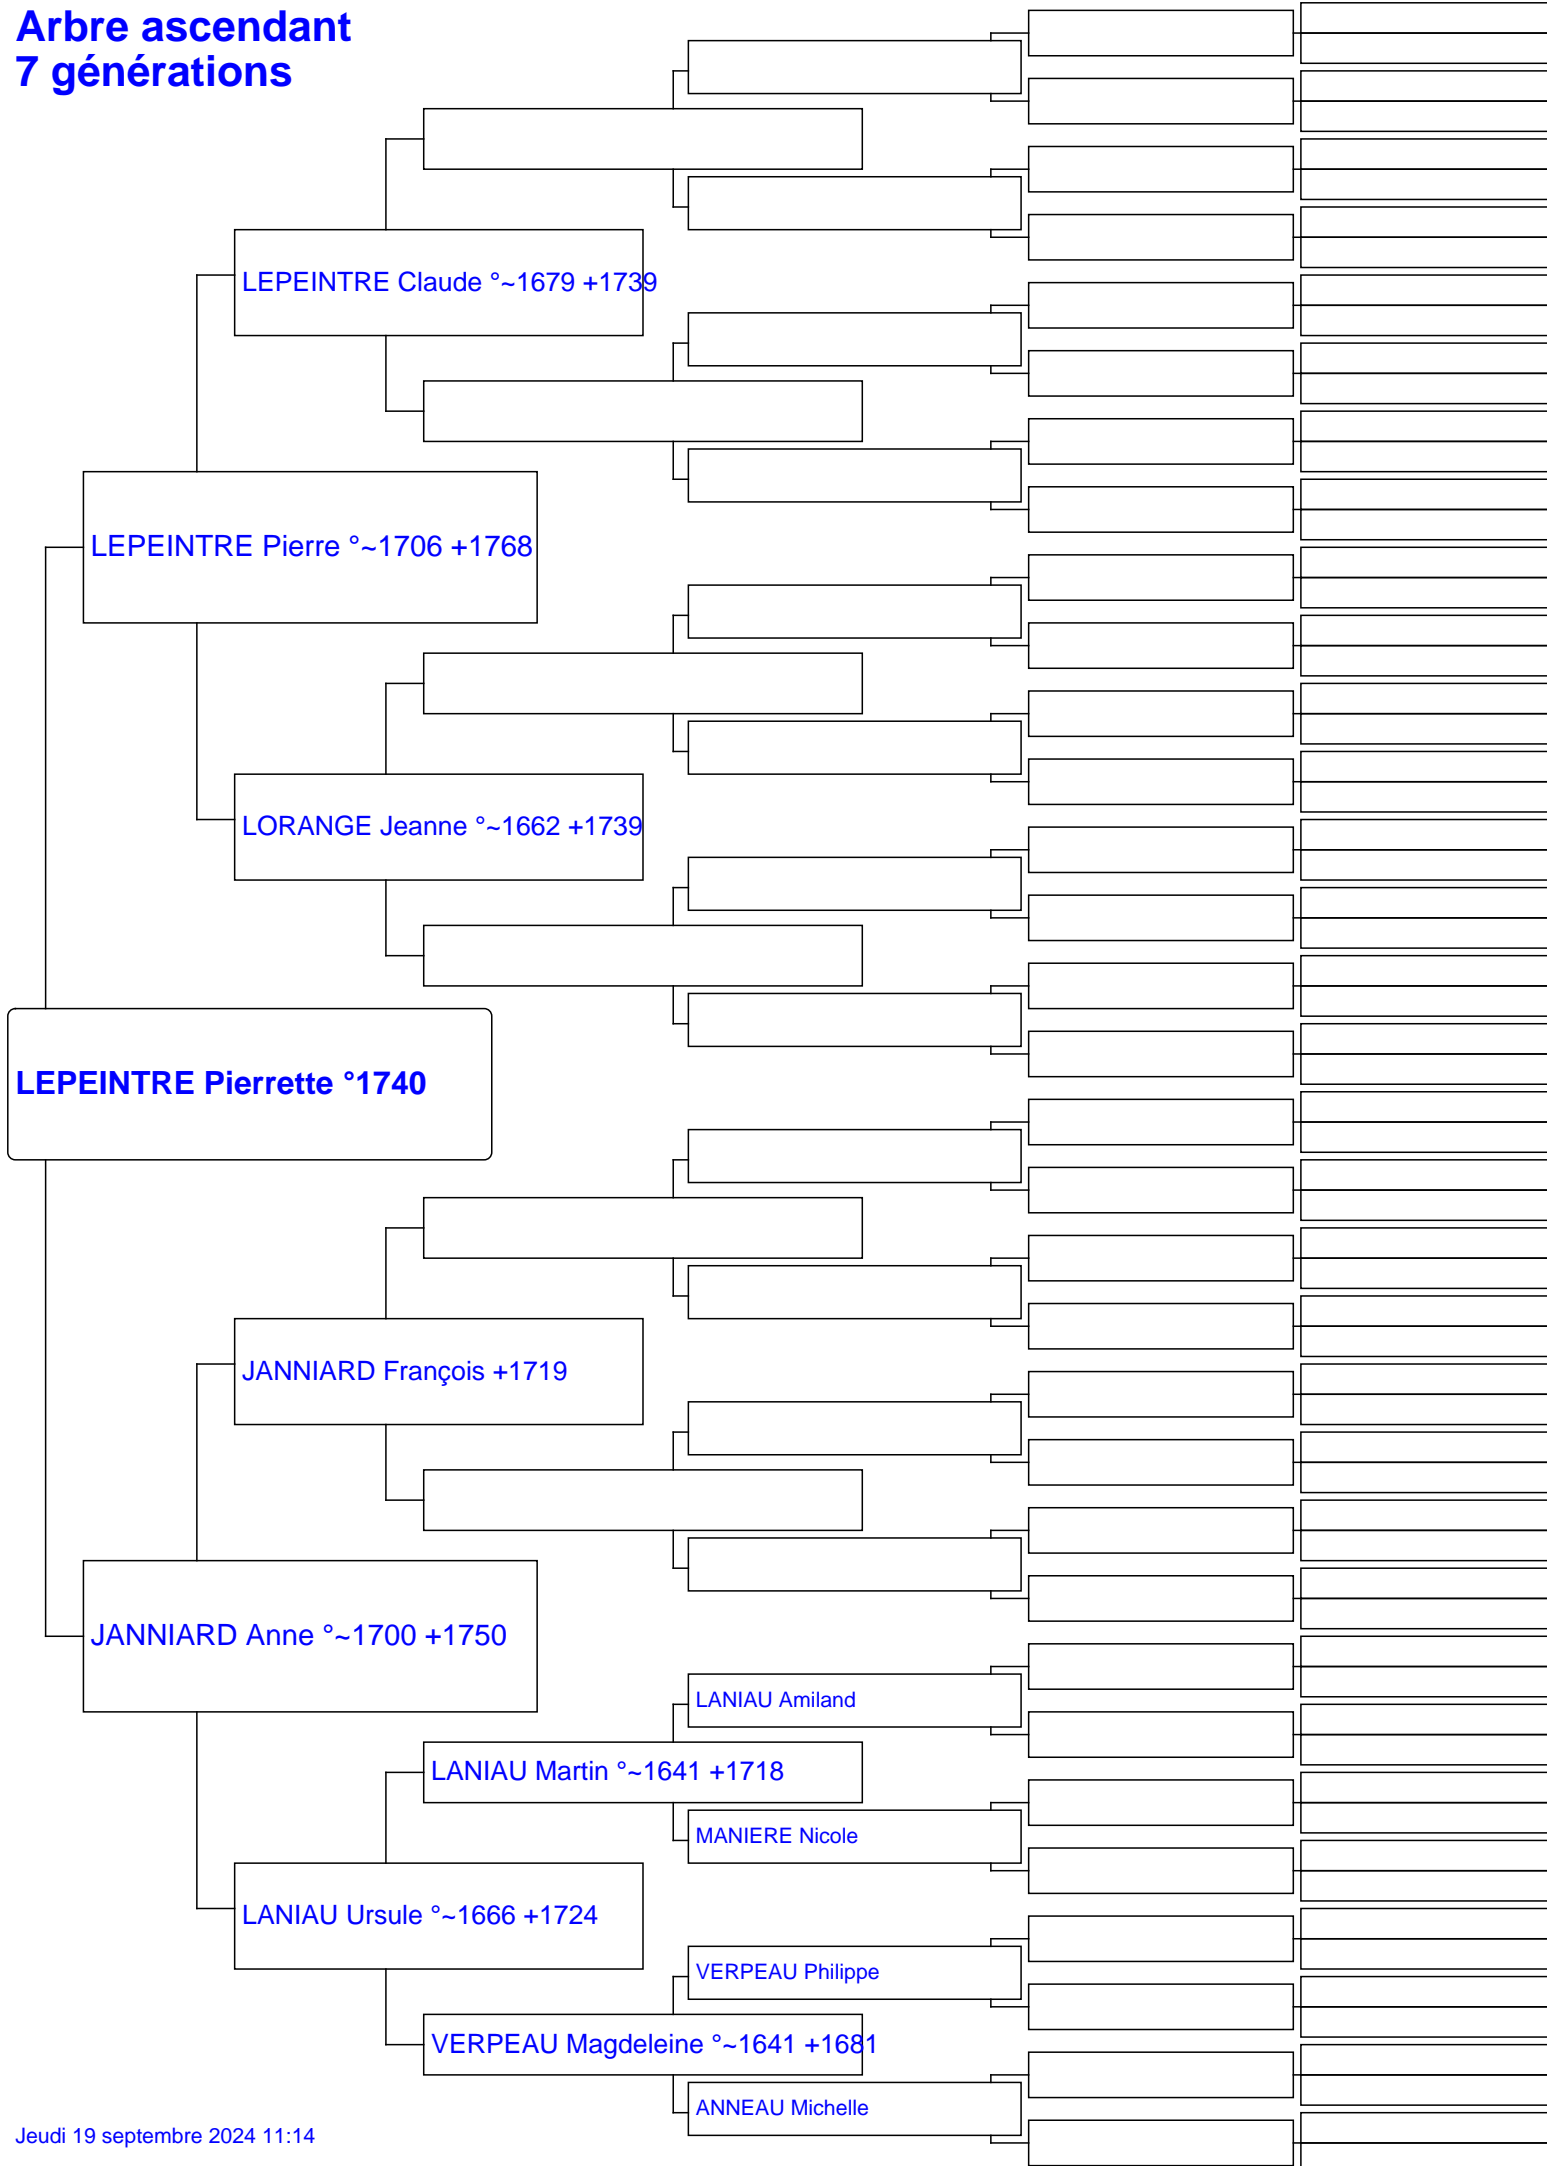 Arbre ascendant
7 générations
LEPEINTRE Claude °~1679 +1739
LEPEINTRE Pierre °~1706 +1768
LORANGE Jeanne °~1662 +1739
LEPEINTRE Pierrette °1740
JANNIARD François +1719
JANNIARD Anne °~1700 +1750
LANIAU Amiland
LANIAU Martin °~1641 +1718
MANIERE Nicole
LANIAU Ursule °~1666 +1724
VERPEAU Philippe
VERPEAU Magdeleine °~1641 +1681
ANNEAU Michelle
Jeudi 19 septembre 2024 11:14